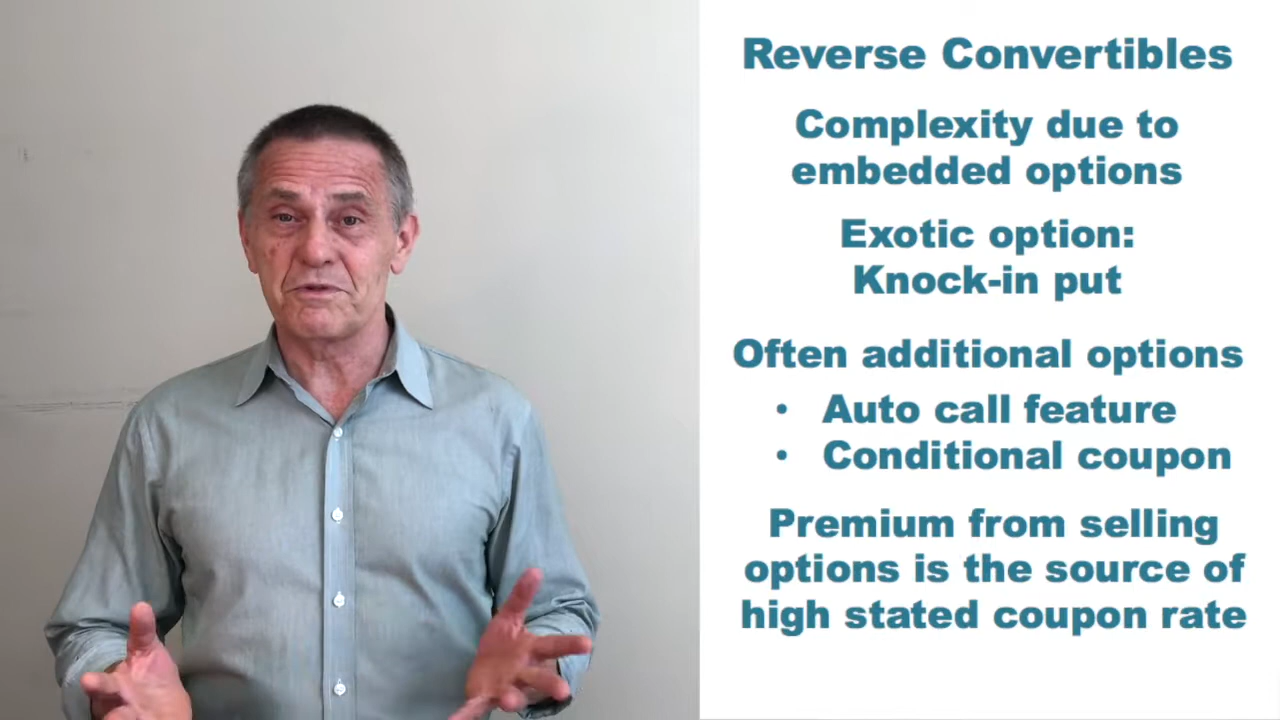 Reverse Convertibles
Complexity due to
embedded options
Exotic option:
Knock-in put
Often additional options
• Auto call feature
• Conditional coupon
Premium from selling
options is the source of
high stated coupon rate